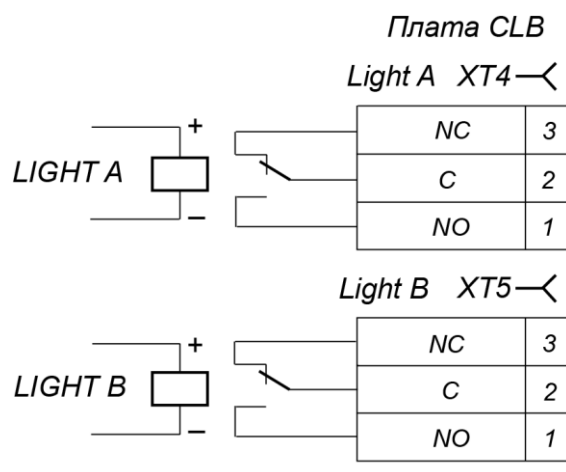 Плата CLB
Light A XT4
+
NC 3
LIGHT A
C 2
–
NO 1
Light B XT5
+
NC 3
LIGHT B
C 2
–
NO 1